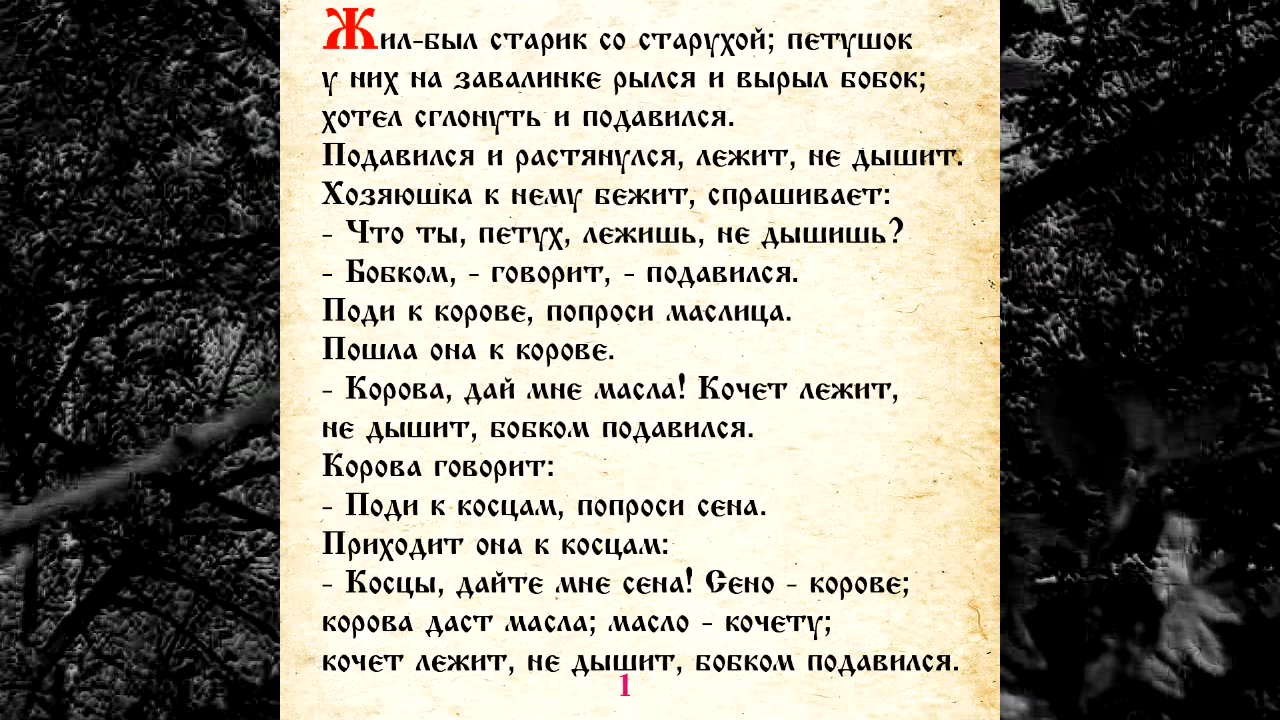 Жил-был старик со старухой; петушок
у них на завалинке рылся и вырыл бобок;
хотел сглонуть и подавился.
Подавился и растянулся, лежит, не дышит.
Хозяюшка к нему бежит, спрашивает:
- Что ты, петух, лежишь, не дышишь?
- Бобком, - говорит, - подавился.
Поди к корове, попроси маслица.
Пошла она к корове.
- Корова, дай мне масла! Кочет лежит,
не дышит, бобком подавился.
Корова говорит:
- Поди к косцам, попроси сена.
Приходит она к косцам:
- Косцы, дайте мне сена! Сено - корове;
корова даст масла; масло - кочету;
кочет лежит, не дышит, бобком подавился.
1